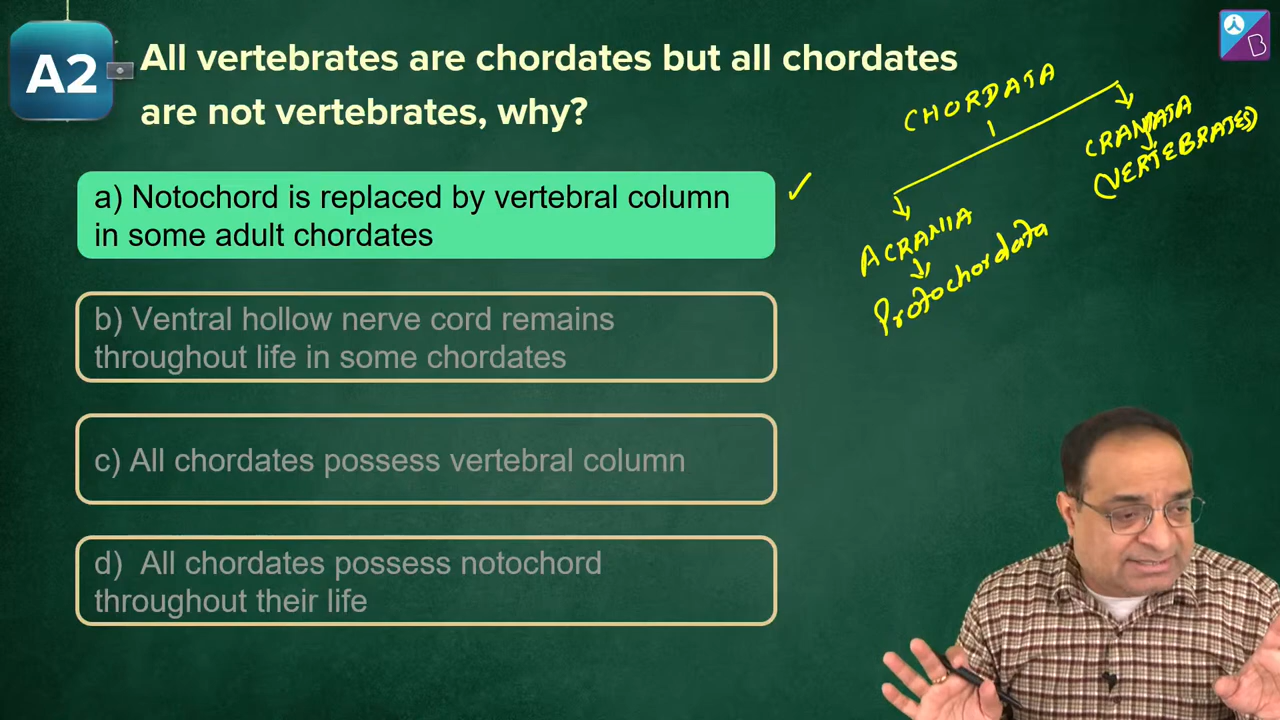 A2
All vertebrates are chordates but all chordates
are not vertebrates, why?
a) Notochord is replaced by vertebral column
in some adult chordates
b) Ventral hollow nerve cord remains
throughout life in some chordates
c) All chordates possess vertebral column
d) All chordates possess notochord
throughout their life
CHORDATA
ACRANIA
Protochordata
CRANIATA
(VERTEBRATES)
B